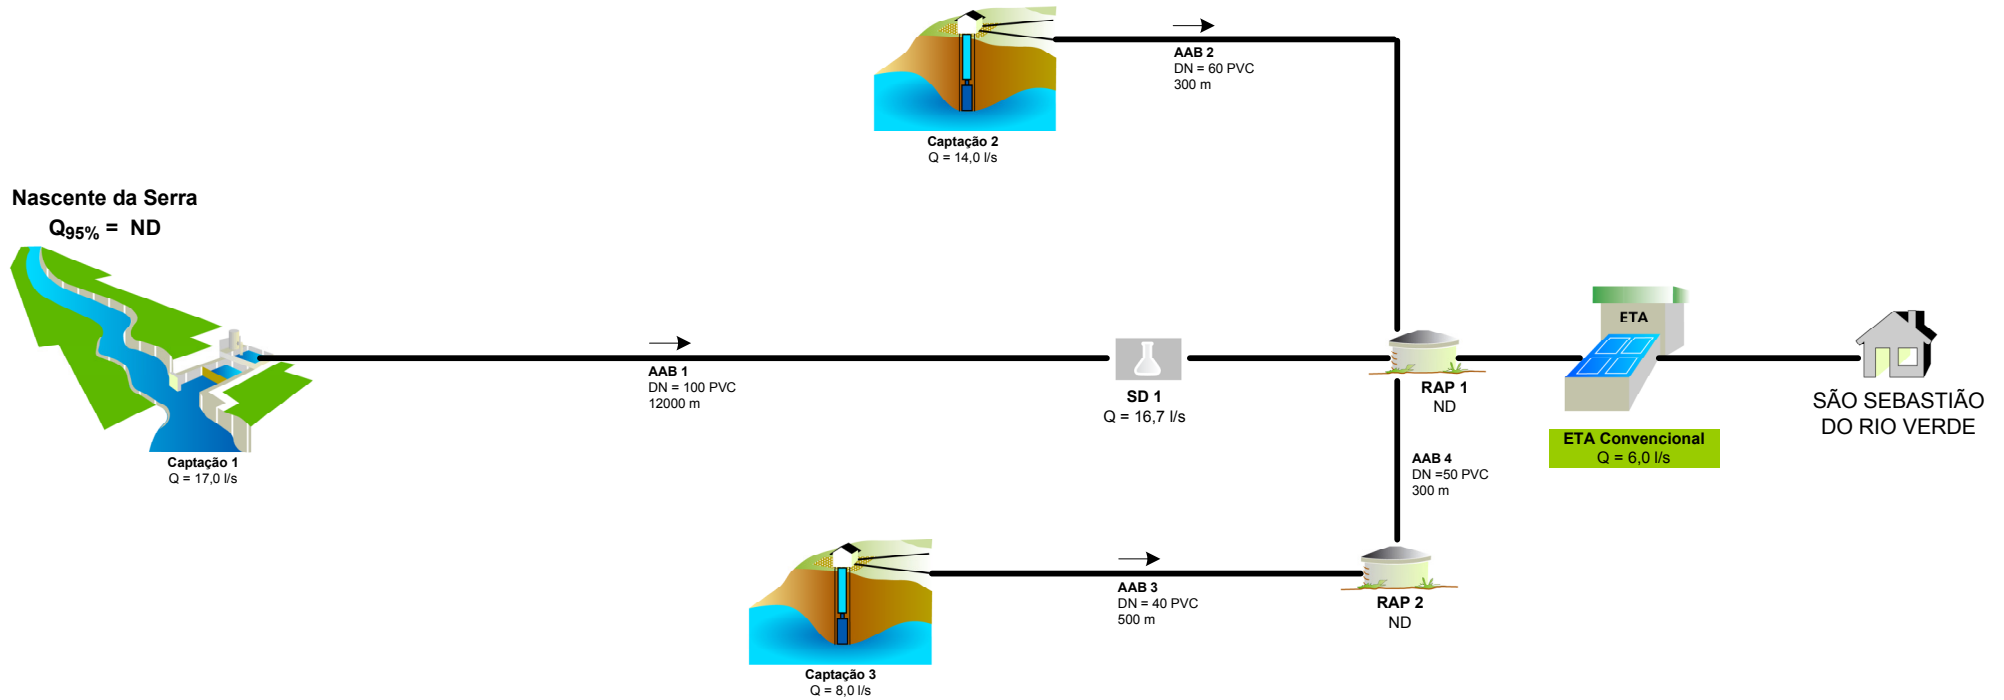 AAB 2
DN = 60 PVC
300 m
Captação 2
Q = 14,0 l/s
Nascente da Serra
Q95% = ND
AAB 1
DN = 100 PVC
12000 m
SD 1
Q = 16,7 l/s
RAP 1
ND
ETA
ETA Convencional
Q = 6,0 l/s
SÃO SEBASTIÃO
DO RIO VERDE
Captação 1
Q = 17,0 l/s
AAB 4
DN =50 PVC
300 m
AAB 3
DN = 40 PVC
500 m
RAP 2
ND
Captação 3
Q = 8,0 l/s